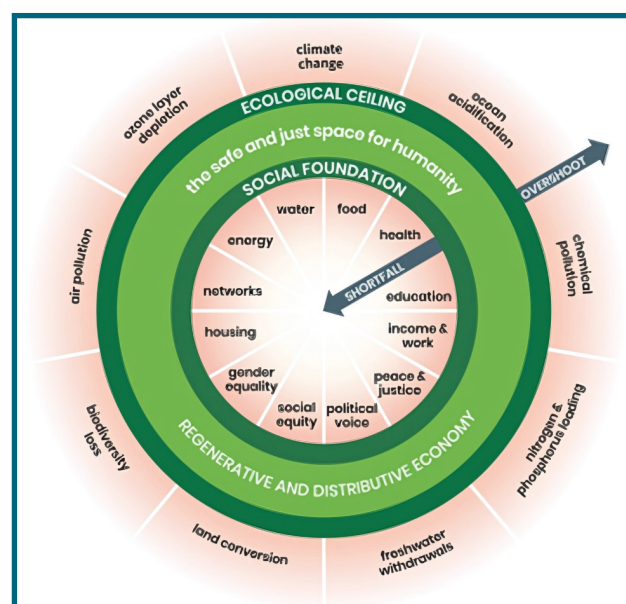 climate
change
ozone layer
depletion
ocean
acidification
ECOLOGICAL CEILING
the safe and just space for humanity
SOCIAL FOUNDATION
OVERSHOOT
water
food
energy
health
air pollution
chemical
pollution
SHORTFALL
networks
education
housing
income &
work
gender
equality
peace &
justice
social
equity
political
voice
biodiversity
loss
nitrogen &
phosphorus loading
REGENERATIVE AND DISTRIBUTIVE ECONOMY
land conversion
freshwater
withdrawals